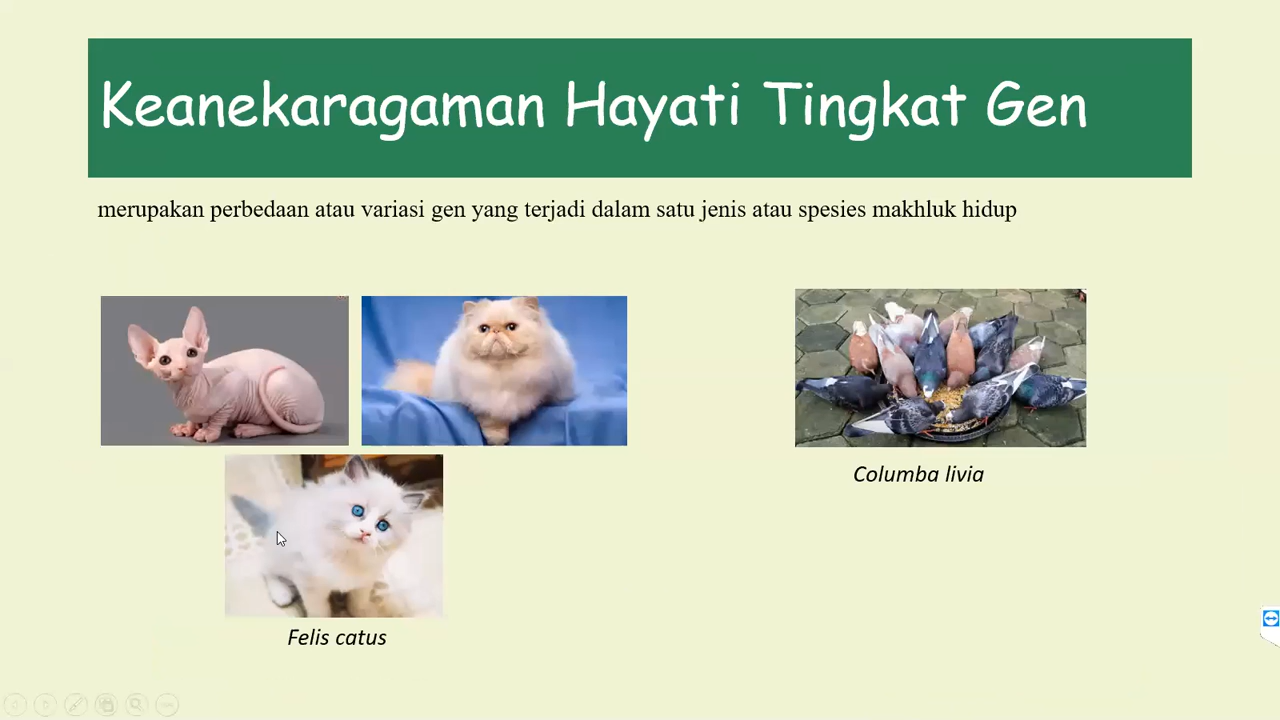 Keanekaragaman Hayati Tingkat Gen
merupakan perbedaan atau variasi gen yang terjadi dalam satu jenis atau spesies makhluk hidup
Columba livia
Felis catus